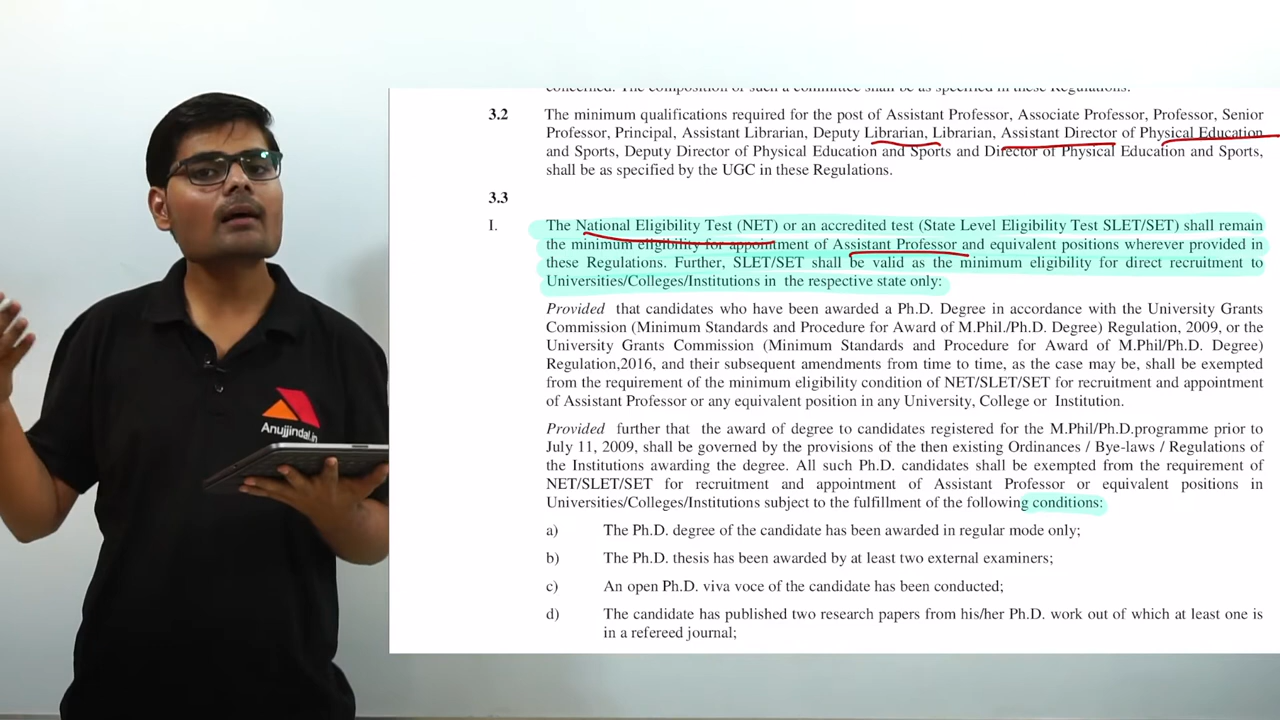 concerned. The composition of such a committee shall be as specified in these Regulations.
3.2 The minimum qualifications required for the post of Assistant Professor, Associate Professor, Professor, Senior
Professor, Principal, Assistant Librarian, Deputy Librarian, Librarian, Assistant Director of Physical Education
and Sports, Deputy Director of Physical Education and Sports and Director of Physical Education and Sports,
shall be as specified by the UGC in these Regulations.
3.3
I. The National Eligibility Test (NET) or an accredited test (State Level Eligibility Test SLET/SET) shall remain
the minimum eligibility for appointment of Assistant Professor and equivalent positions wherever provided in
these Regulations. Further, SLET/SET shall be valid as the minimum eligibility for direct recruitment to
Universities/Colleges/Institutions in the respective state only:
Provided that candidates who have been awarded a Ph.D. Degree in accordance with the University Grants
Commission (Minimum Standards and Procedure for Award of M.Phil./Ph.D. Degree) Regulation, 2009, or the
University Grants Commission (Minimum Standards and Procedure for Award of M.Phil/Ph.D. Degree)
Regulation,2016, and their subsequent amendments from time to time, as the case may be, shall be exempted
from the requirement of the minimum eligibility condition of NET/SLET/SET for recruitment and appointment
of Assistant Professor or any equivalent position in any University, College or Institution.
Provided further that the award of degree to candidates registered for the M.Phil/Ph.D.programme prior to
July 11, 2009, shall be governed by the provisions of the then existing Ordinances / Bye-laws / Regulations of
the Institutions awarding the degree. All such Ph.D. candidates shall be exempted from the requirement of
NET/SLET/SET for recruitment and appointment of Assistant Professor or equivalent positions in
Universities/Colleges/Institutions subject to the fulfillment of the following conditions:
a) The Ph.D. degree of the candidate has been awarded in regular mode only;
b) The Ph.D. thesis has been awarded by at least two external examiners;
c) An open Ph.D. viva voce of the candidate has been conducted;
d) The candidate has published two research papers from his/her Ph.D. work out of which at least one is
in a refereed journal;
Anujjindal.in